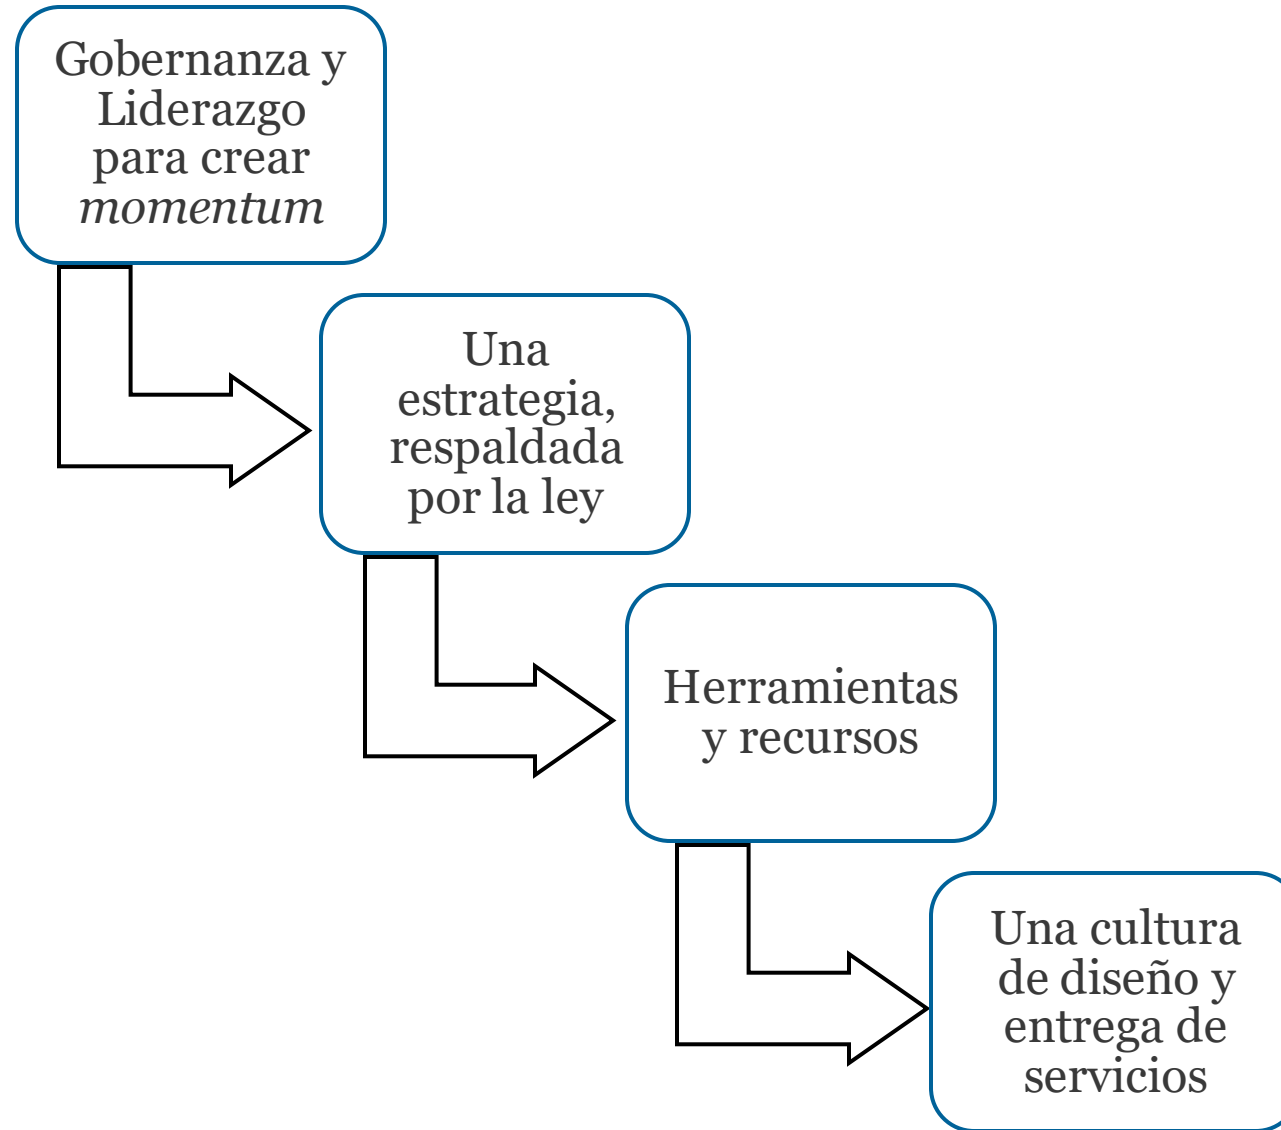 Gobernanza y
Liderazgo
para crear
momentum
Una
estrategia,
respaldada
por la ley
Herramientas
y recursos
Una cultura
de diseño y
entrega de
servicios